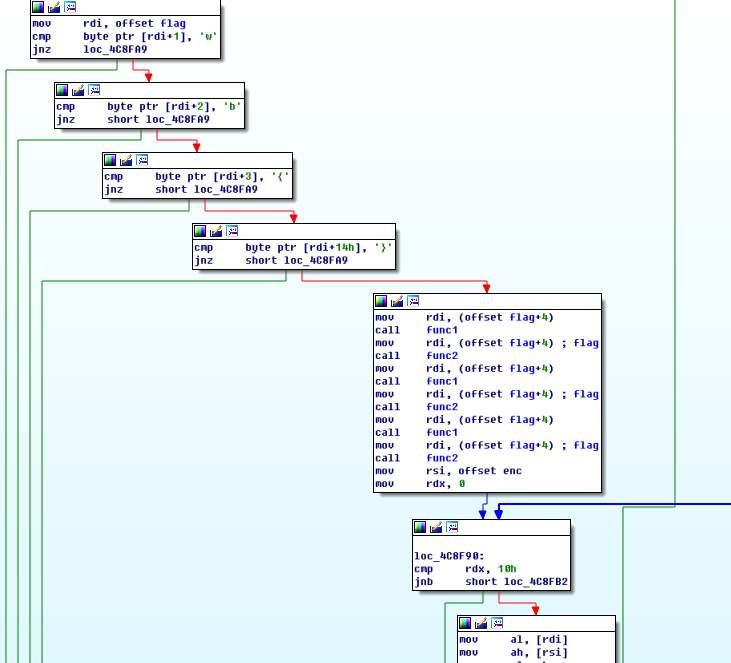 mov     rdi, offset flag
cmp     byte ptr [rdi+1], 'w'
jnz     loc_4C8FA9
cmp     byte ptr [rdi+2], 'b'
jnz     short loc_4C8FA9
cmp     byte ptr [rdi+3], '{'
jnz     short loc_4C8FA9
cmp     byte ptr [rdi+14h], '}'
jnz     short loc_4C8FA9
mov     rdi, (offset flag+4)
call    func1
mov     rdi, (offset flag+4) ; flag
call    func2
mov     rdi, (offset flag+4)
call    func1
mov     rdi, (offset flag+4) ; flag
call    func2
mov     rdi, (offset flag+4)
call    func1
mov     rdi, (offset flag+4) ; flag
call    func2
mov     rsi, offset enc
mov     rdx, 0
loc_4C8F90:
cmp     rdx, 10h
jnb     short loc_4C8FB2
mov     al, [rdi]
mov     ah, [rsi]